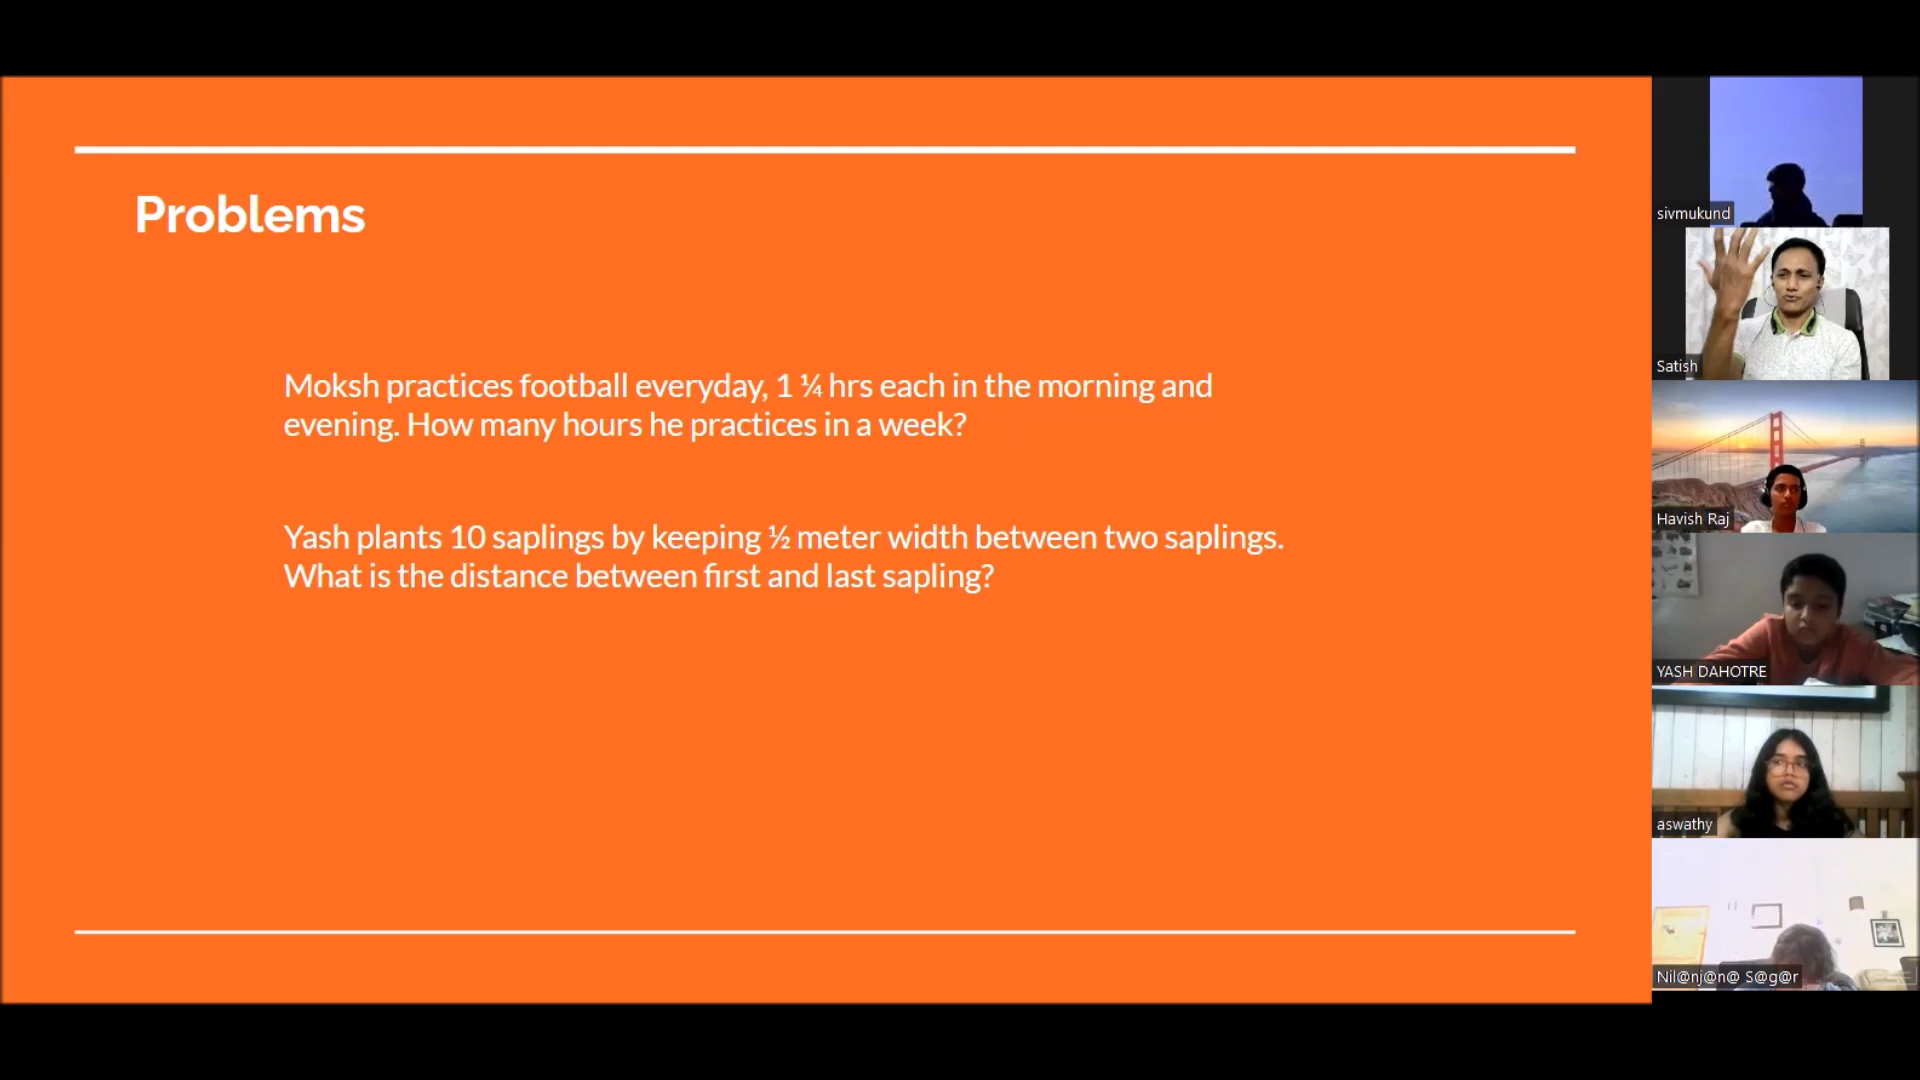 Problems
Moksh practices football everyday, 1 ¼ hrs each in the morning and
evening. How many hours he practices in a week?
Yash plants 10 saplings by keeping ½ meter width between two saplings.
What is the distance between first and last sapling?
sivmukund
Satish
Havish Raj
YASH DAHOTRE
aswathy
Nil@nj@n@ S@g@r